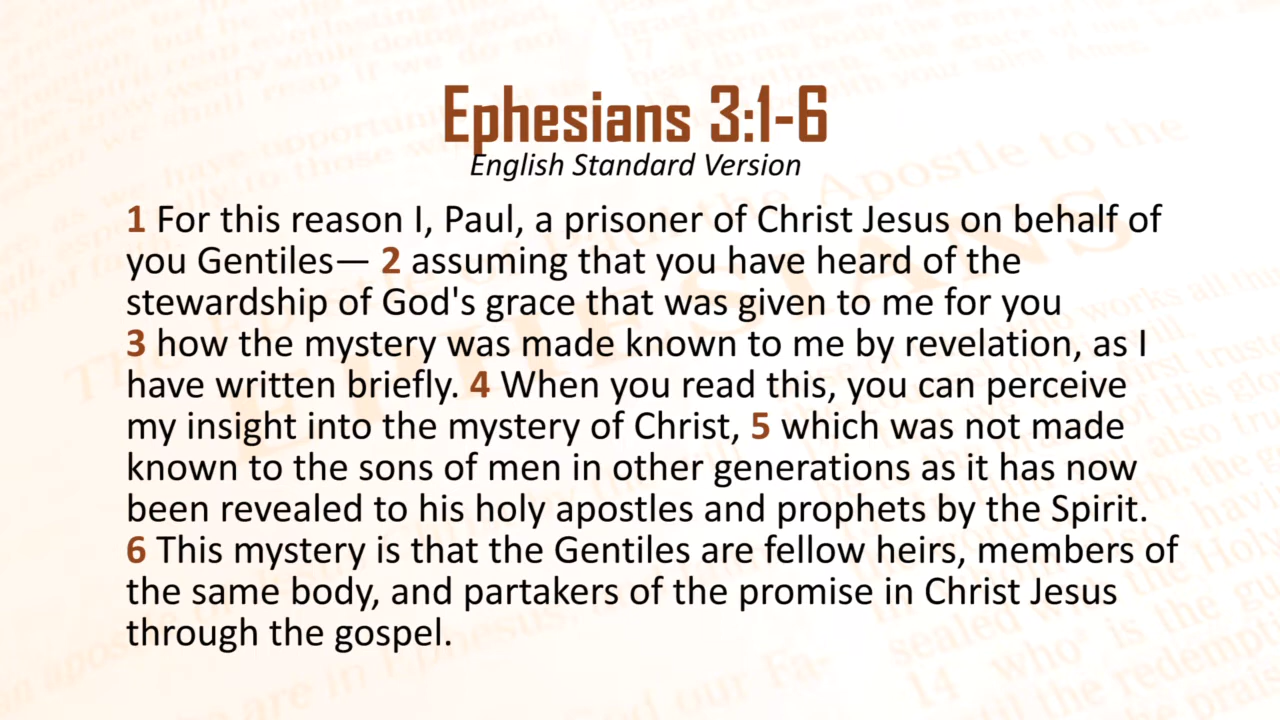 Ephesians 3:1-6
English Standard Version
1 For this reason I, Paul, a prisoner of Christ Jesus on behalf of
you Gentiles— 2 assuming that you have heard of the
stewardship of God's grace that was given to me for you
3 how the mystery was made known to me by revelation, as I
have written briefly. 4 When you read this, you can perceive
my insight into the mystery of Christ, 5 which was not made
known to the sons of men in other generations as it has now
been revealed to his holy apostles and prophets by the Spirit.
6 This mystery is that the Gentiles are fellow heirs, members of
the same body, and partakers of the promise in Christ Jesus
through the gospel.